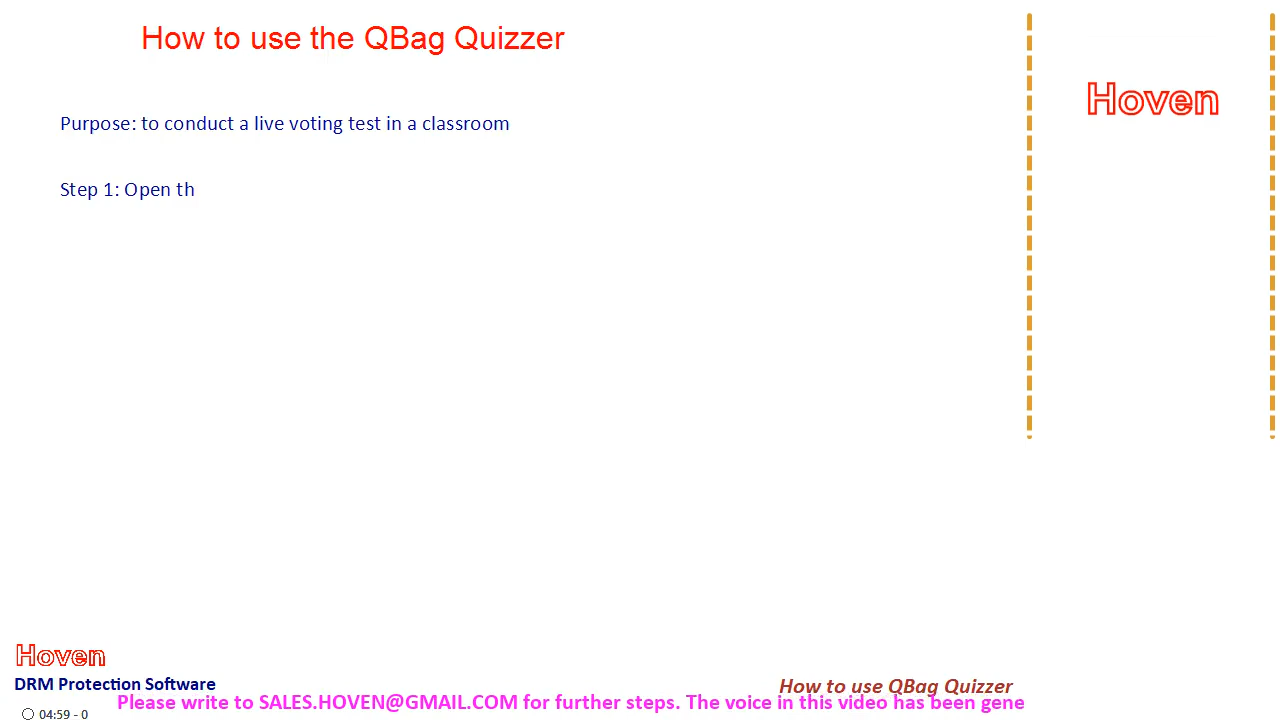 How to use the QBag Quizzer
Hoven
Purpose: to conduct a live voting test in a classroom
Step 1: Open th
Hoven
DRM Protection Software
How to use QBag Quizzer
Please write to SALES.HOVEN@GMAIL.COM for further steps. The voice in this video has been gene
04:59 - 0